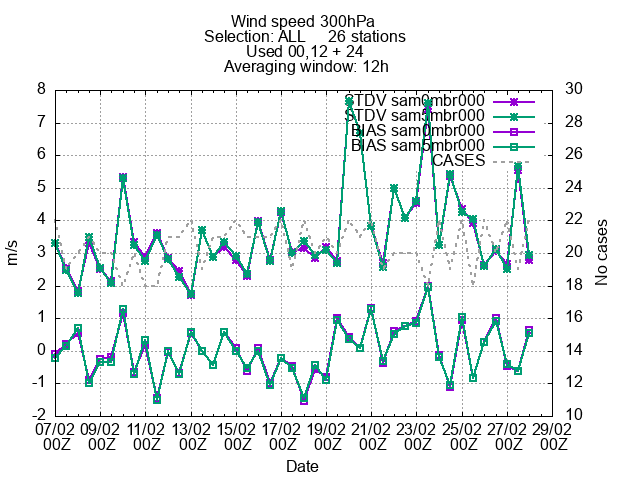 Wind speed 300hPa
Selection: ALL     26 stations
Used 00,12 + 24
Averaging window: 12h
8 30
STDV sam0mbr000
STDV sam5mbr000
7 28
BIAS sam0mbr000
BIAS sam5mbr000
6 26
CASES
5 24
4 22
3 20
2 18
1 16
0 14
-1 12
-2 10
m/s
No cases
07/02 09/02 11/02 13/02 15/02 17/02 19/02 21/02 23/02 25/02 27/02 29/02
00Z 00Z 00Z 00Z 00Z 00Z 00Z 00Z 00Z 00Z 00Z 00Z
Date